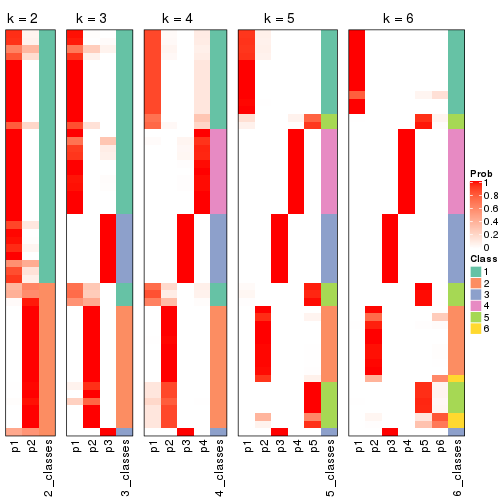 k = 2
k = 3
k = 4
k = 5
k = 6
p1
p2
2_classes
p1
p2
p3
3_classes
p1
p2
p3
p4
4_classes
p1
p2
p3
p4
p5
5_classes
p1
p2
p3
p4
p5
p6
6_classes
Prob
1
0.8
0.6
0.4
0.2
0
Class
1
2
3
4
5
6